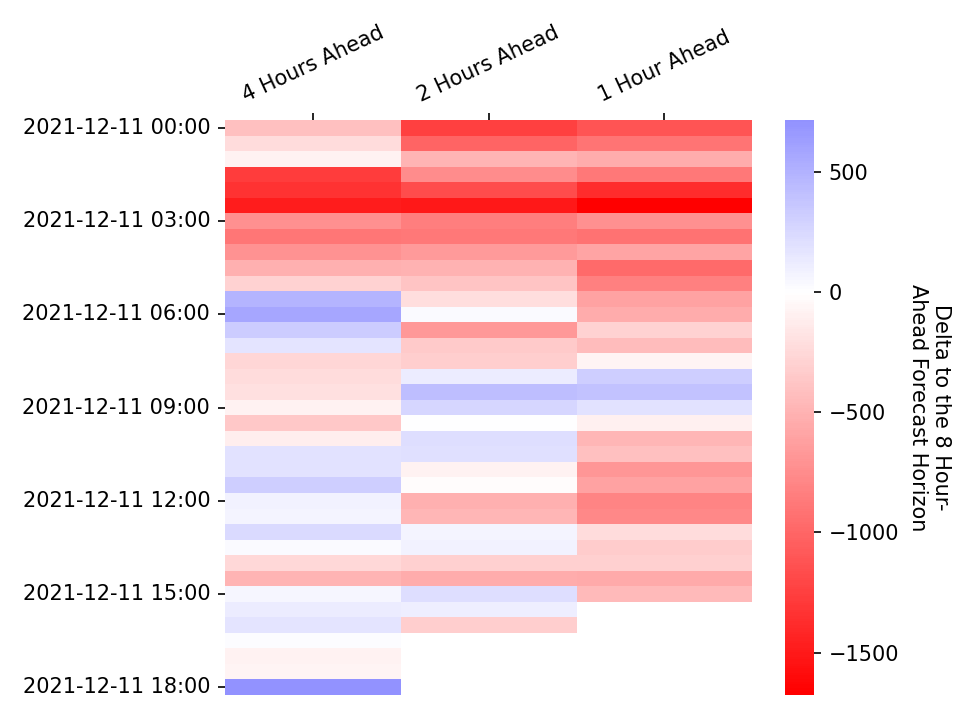 4 Hours Ahead
2 Hours Ahead
1 Hour Ahead
2021-12-11 00:00
2021-12-11 03:00
2021-12-11 06:00
2021-12-11 09:00
2021-12-11 12:00
2021-12-11 15:00
2021-12-11 18:00
500
0
−500
−1000
−1500
Delta to the 8 Hour-
Ahead Forecast Horizon